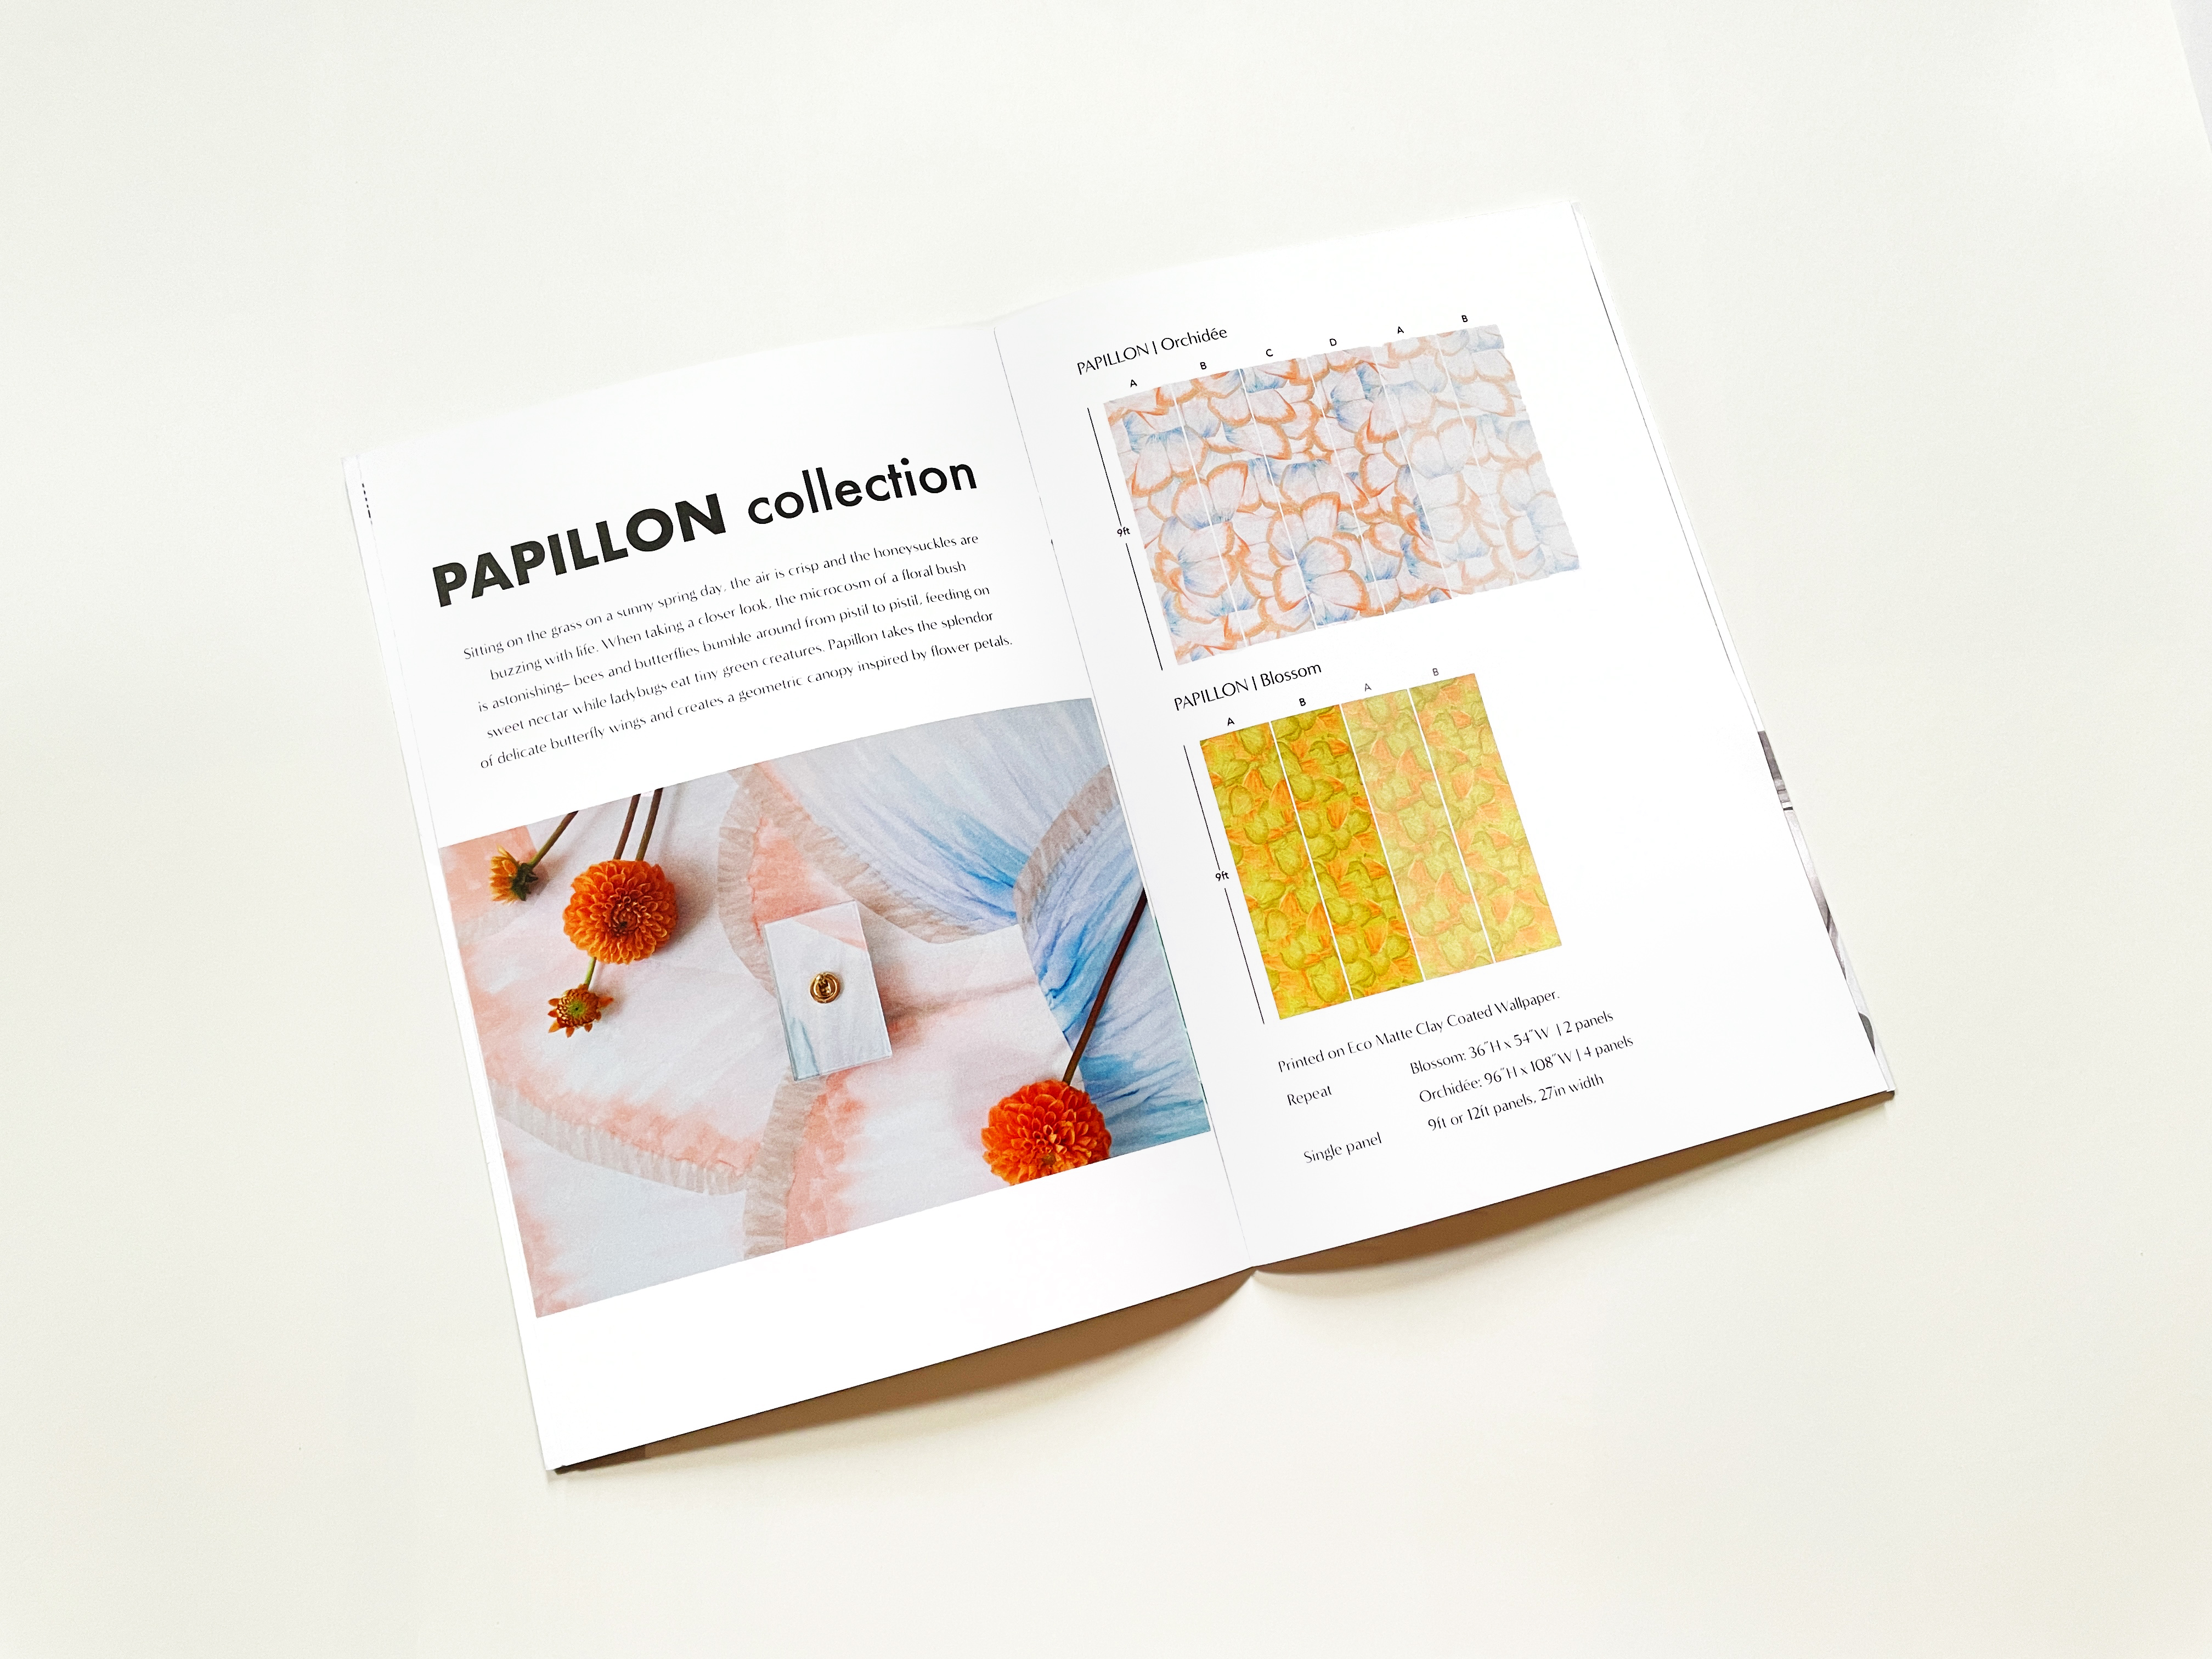 PAPILLON collection
Sitting on the grass on a sunny spring day, the air is crisp and the honeysuckles are
buzzing with life. When taking a closer look, the microcosm of a floral bush
is astonishing– bees and butterflies bumble around from pistil to pistil, feeding on
sweet nectar while ladybugs eat tiny green creatures. Papillon takes the splendor
of delicate butterfly wings and creates a geometric canopy inspired by flower petals.
PAPILLON | Orchidée
A B C D A B
9ft
PAPILLON | Blossom
A B A B
9ft
Printed on Eco Matte Clay Coated Wallpaper.
Repeat Blossom: 36"H x 54"W | 2 panels
Orchidée: 96"H x 108"W | 4 panels
Single panel 9ft or 12ft panels, 27in width